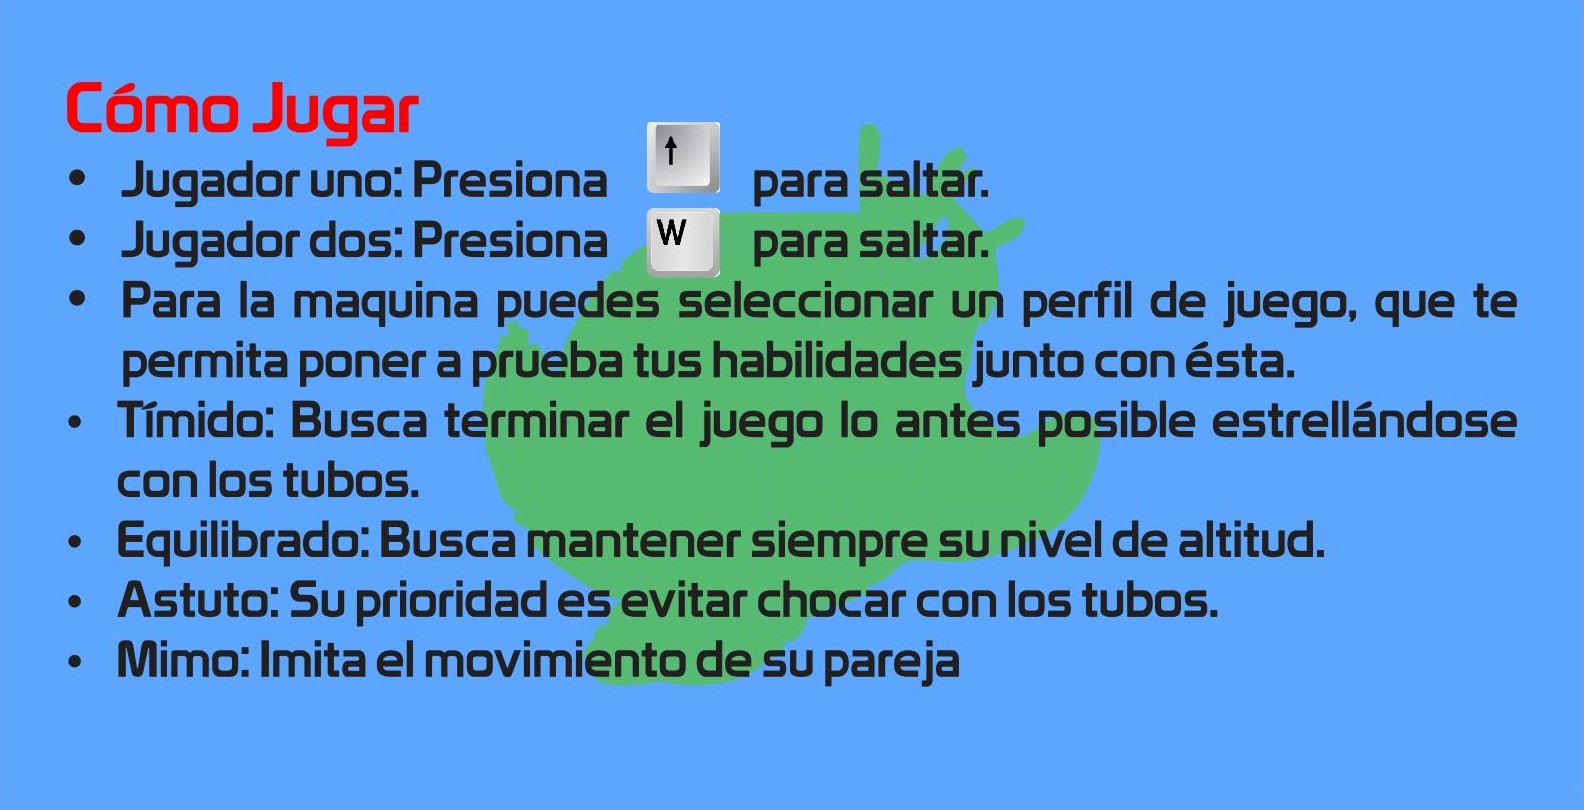 Cómo Jugar
• Jugador uno: Presiona ↑ para saltar.
• Jugador dos: Presiona W para saltar.
• Para la maquina puedes seleccionar un perfil de juego, que te
permita poner a prueba tus habilidades junto con ésta.
• Tímido: Busca terminar el juego lo antes posible estrellándose
con los tubos.
• Equilibrado: Busca mantener siempre su nivel de altitud.
• Astuto: Su prioridad es evitar chocar con los tubos.
• Mimo: Imita el movimiento de su pareja